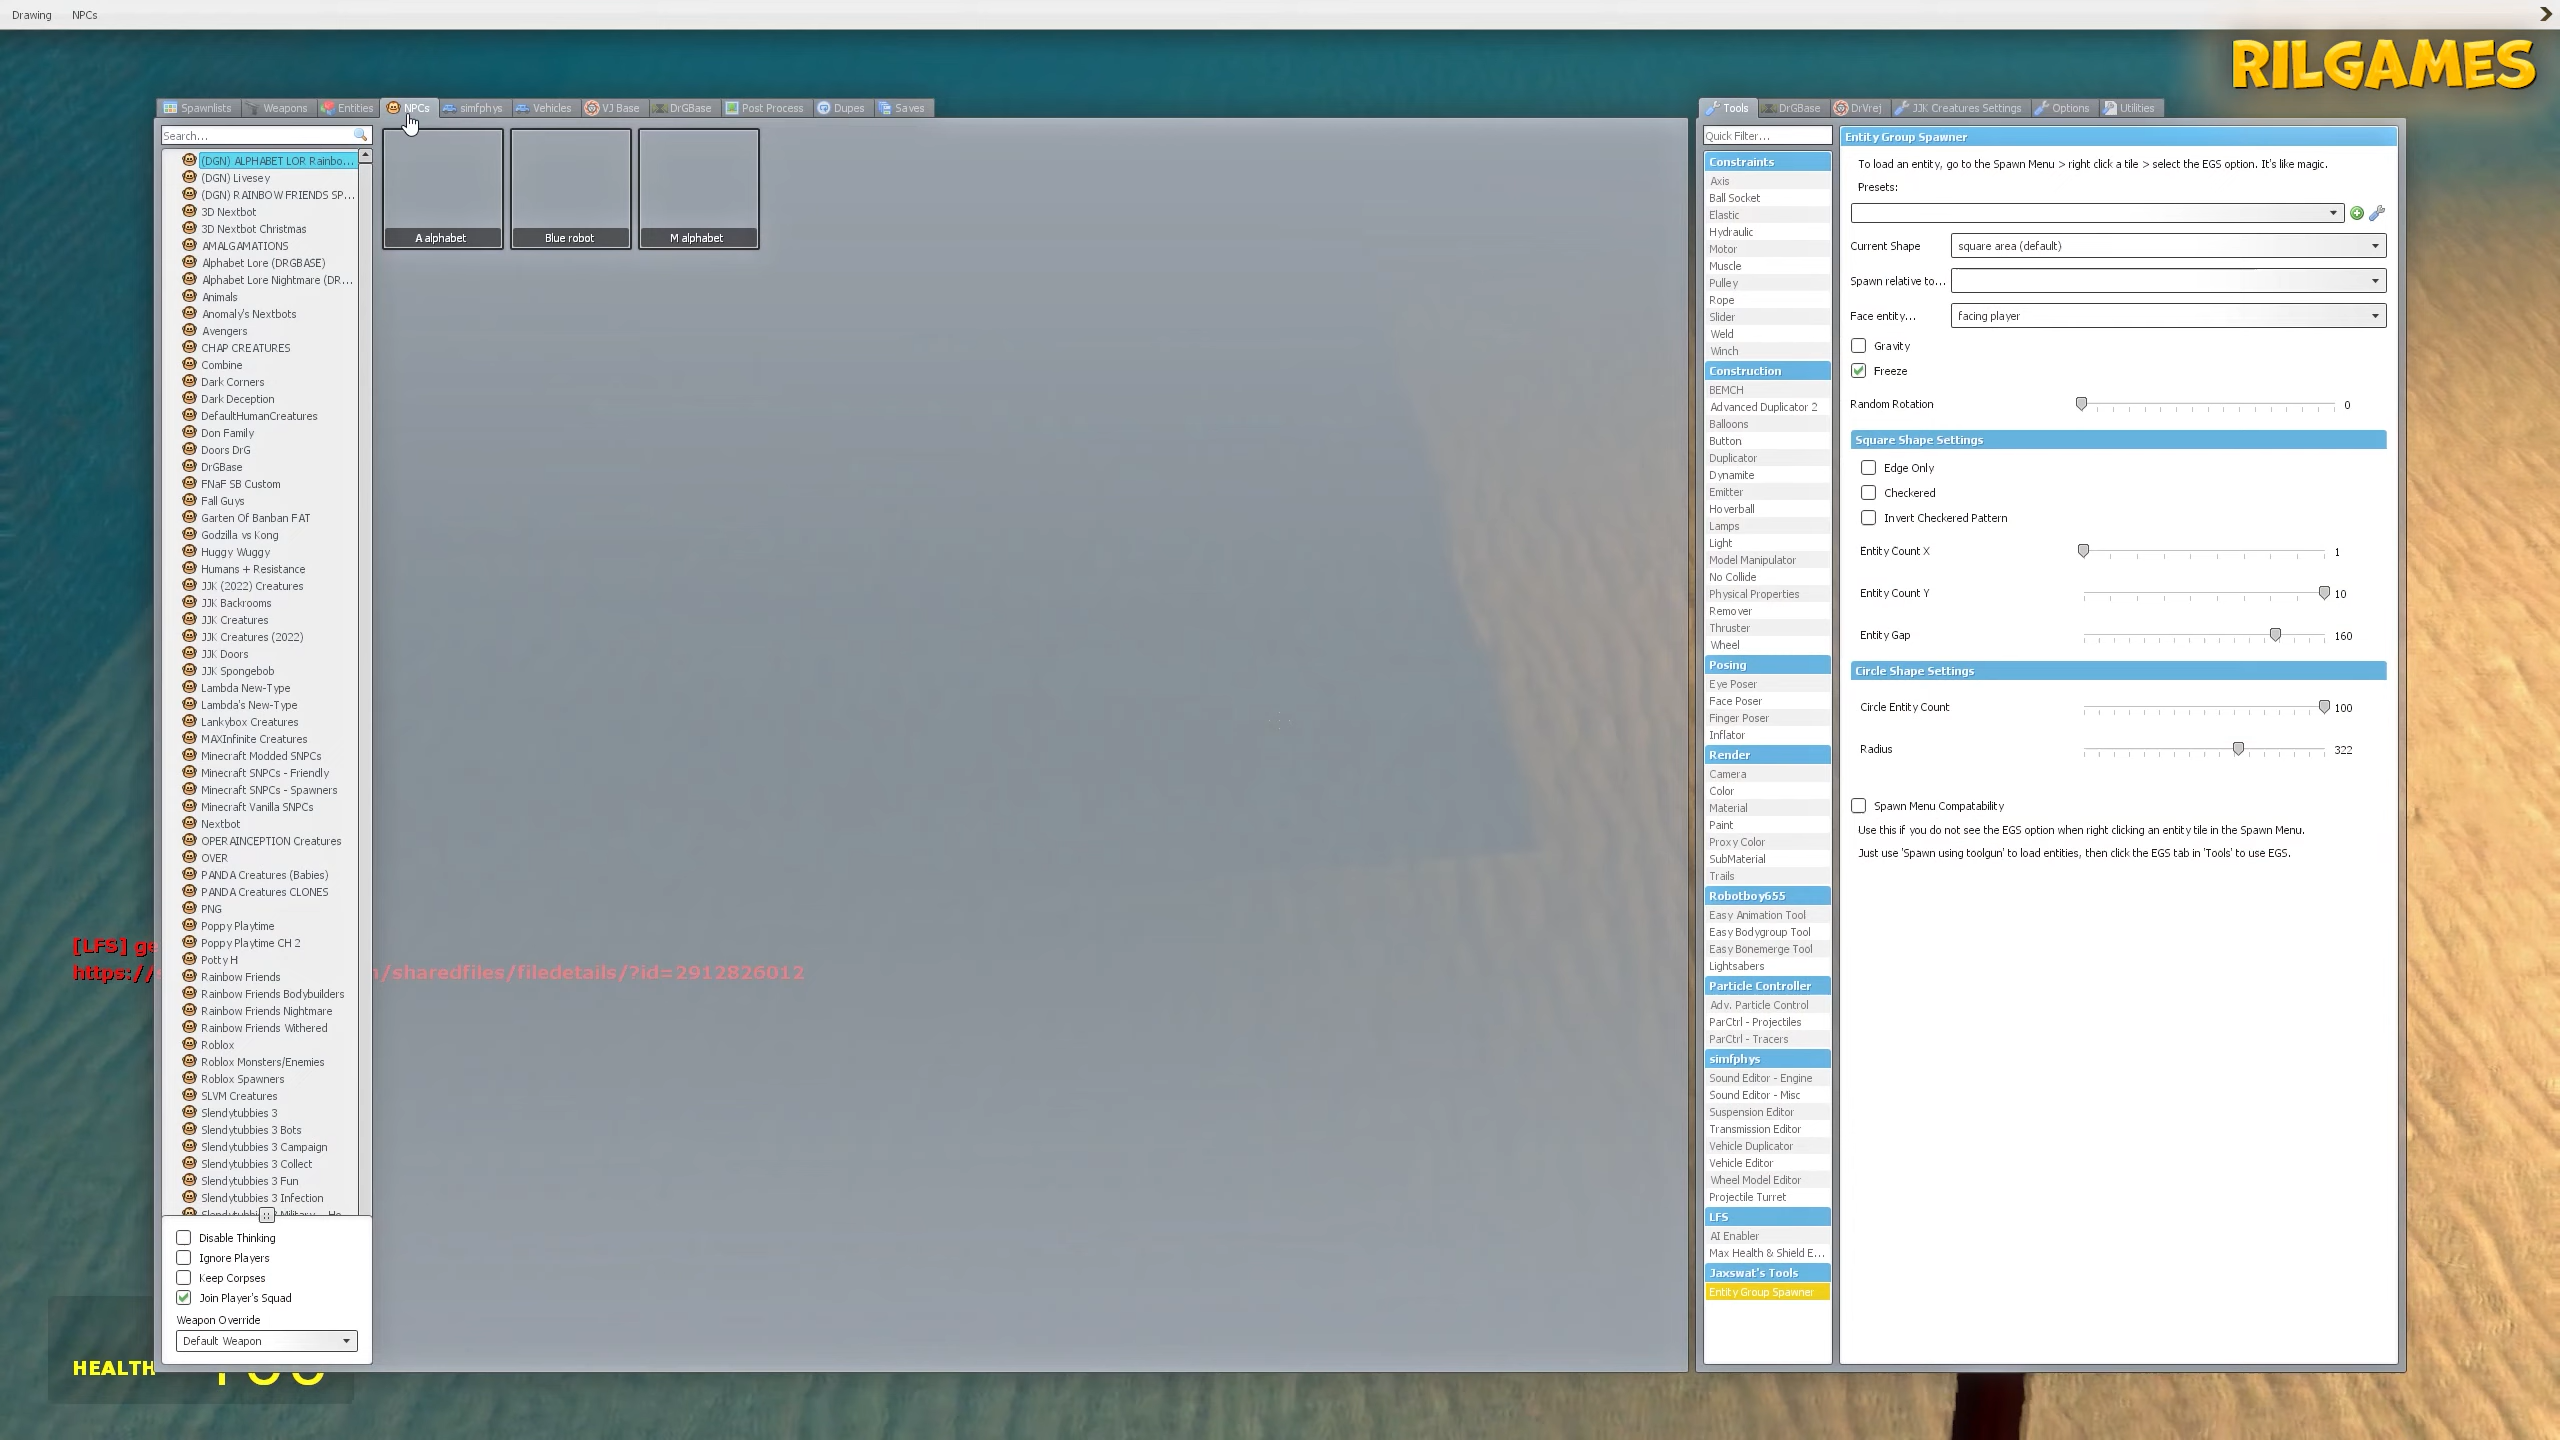 Drawing NPCs
RILGAMES
Spawnlists Weapons Entities NPCs simfphys Vehicles VJ Base DrGBase Post Process Dupes Saves
Search...
(DGN) ALPHABET LOR Rainbo...
(DGN) Livesey
(DGN) RAINBOW FRIENDS SP...
3D Nextbot
3D Nextbot Christmas
AMALGAMATIONS
Alphabet Lore (DRGBASE)
Alphabet Lore Nightmare (DR...
Animals
Anomaly's Nextbots
Avengers
CHAP CREATURES
Combine
Dark Corners
Dark Deception
DefaultHumanCreatures
Don Family
Doors DrG
DrGBase
FNaF SB Custom
Fall Guys
Garten Of Banban FAT
Godzilla vs Kong
Huggy Wuggy
Humans + Resistance
JJK (2022) Creatures
JJK Backrooms
JJK Creatures
JJK Creatures (2022)
JJK Doors
JJK Spongebob
Lambda New-Type
Lambda's New-Type
Lankybox Creatures
MAXInfinite Creatures
Minecraft Modded SNPCs
Minecraft SNPCs - Friendly
Minecraft SNPCs - Spawners
Minecraft Vanilla SNPCs
Nextbot
OPERAINCEPTION Creatures
OVER
PANDA Creatures (Babies)
PANDA Creatures CLONES
PNG
Poppy Playtime
Poppy Playtime CH 2
Potty H
Rainbow Friends
Rainbow Friends Bodybuilders
Rainbow Friends Nightmare
Rainbow Friends Withered
Roblox
Roblox Monsters/Enemies
Roblox Spawners
SLVM Creatures
Slendytubbies 3
Slendytubbies 3 Bots
Slendytubbies 3 Campaign
Slendytubbies 3 Collect
Slendytubbies 3 Fun
Slendytubbies 3 Infection
Disable Thinking
Ignore Players
Keep Corpses
Join Player's Squad
Weapon Override
Default Weapon
A alphabet Blue robot M alphabet
[LFS] ge
https:// /sharedfiles/filedetails/?id=2912826012
HEALTH
Tools DrGBase DrVrej JJK Creatures Settings Options Utilities
Quick Filter...
Constraints
Axis
Ball Socket
Elastic
Hydraulic
Motor
Muscle
Pulley
Rope
Slider
Weld
Winch
Construction
BEMCH
Advanced Duplicator 2
Balloons
Button
Duplicator
Dynamite
Emitter
Hoverball
Lamps
Light
Model Manipulator
No Collide
Physical Properties
Remover
Thruster
Wheel
Posing
Eye Poser
Face Poser
Finger Poser
Inflator
Render
Camera
Color
Material
Paint
Proxy Color
SubMaterial
Trails
Robotboy655
Easy Animation Tool
Easy Bodygroup Tool
Easy Bonemerge Tool
Lightsabers
Particle Controller
Adv. Particle Control
ParCtrl - Projectiles
ParCtrl - Tracers
simfphys
Sound Editor - Engine
Sound Editor - Misc
Suspension Editor
Transmission Editor
Vehicle Duplicator
Vehicle Editor
Wheel Model Editor
Projectile Turret
LFS
AI Enabler
Max Health & Shield E...
Jaxswat's Tools
Entity Group Spawner
Entity Group Spawner
To load an entity, go to the Spawn Menu > right click a tile > select the EGS option. It's like magic.
Presets:
Current Shape square area (default)
Spawn relative to...
Face entity... facing player
Gravity
Freeze
Random Rotation 0
Square Shape Settings
Edge Only
Checkered
Invert Checkered Pattern
Entity Count X 1
Entity Count Y 10
Entity Gap 160
Circle Shape Settings
Circle Entity Count 100
Radius 322
Spawn Menu Compatability
Use this if you do not see the EGS option when right clicking an entity tile in the Spawn Menu.
Just use 'Spawn using toolgun' to load entities, then click the EGS tab in 'Tools' to use EGS.